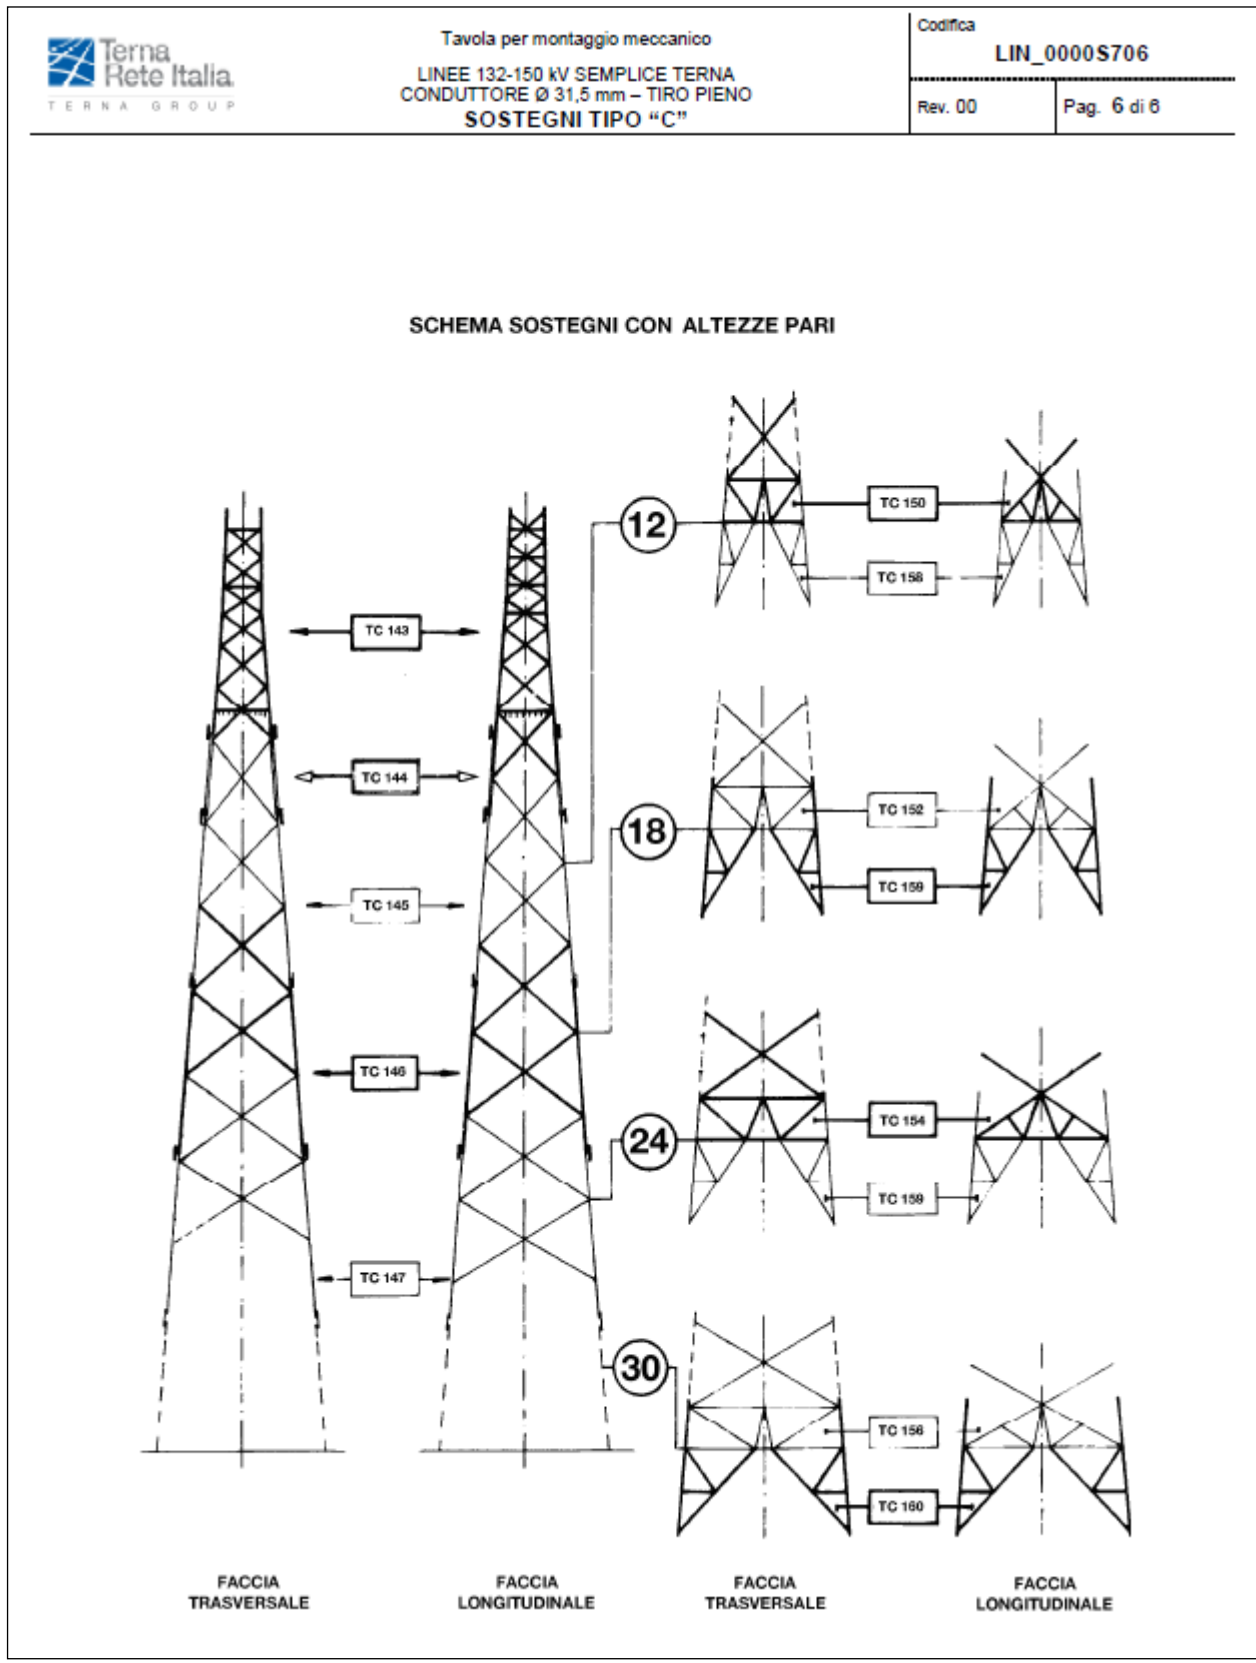 Terna
Rete Italia
TERNA GROUP
Tavola per montaggio meccanico
LINEE 132-150 kV SEMPLICE TERNA
CONDUTTORE Ø 31,5 mm – TIRO PIENO
SOSTEGNI TIPO “C”
Codifica
LIN_0000S706
Rev. 00
Pag. 6 di 6
SCHEMA SOSTEGNI CON ALTEZZE PARI
TC 143
TC 144
TC 145
TC 146
TC 147
12
TC 150
TC 158
18
TC 152
TC 159
24
TC 154
TC 159
30
TC 156
TC 160
FACCIA
TRASVERSALE
FACCIA
LONGITUDINALE
FACCIA
TRASVERSALE
FACCIA
LONGITUDINALE